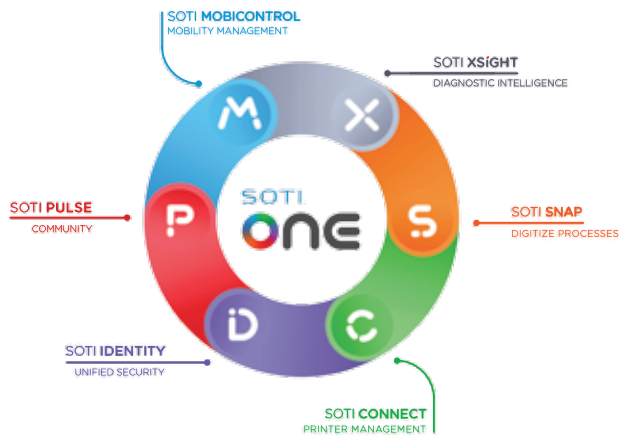 SOTI MOBICONTROL
MOBILITY MANAGEMENT
SOTI XSIGHT
DIAGNOSTIC INTELLIGENCE
M
X
SOTI PULSE
COMMUNITY
P
SOTI
ONE
S
SOTI SNAP
DIGITIZE PROCESSES
iD
C
SOTI IDENTITY
UNIFIED SECURITY
SOTI CONNECT
PRINTER MANAGEMENT